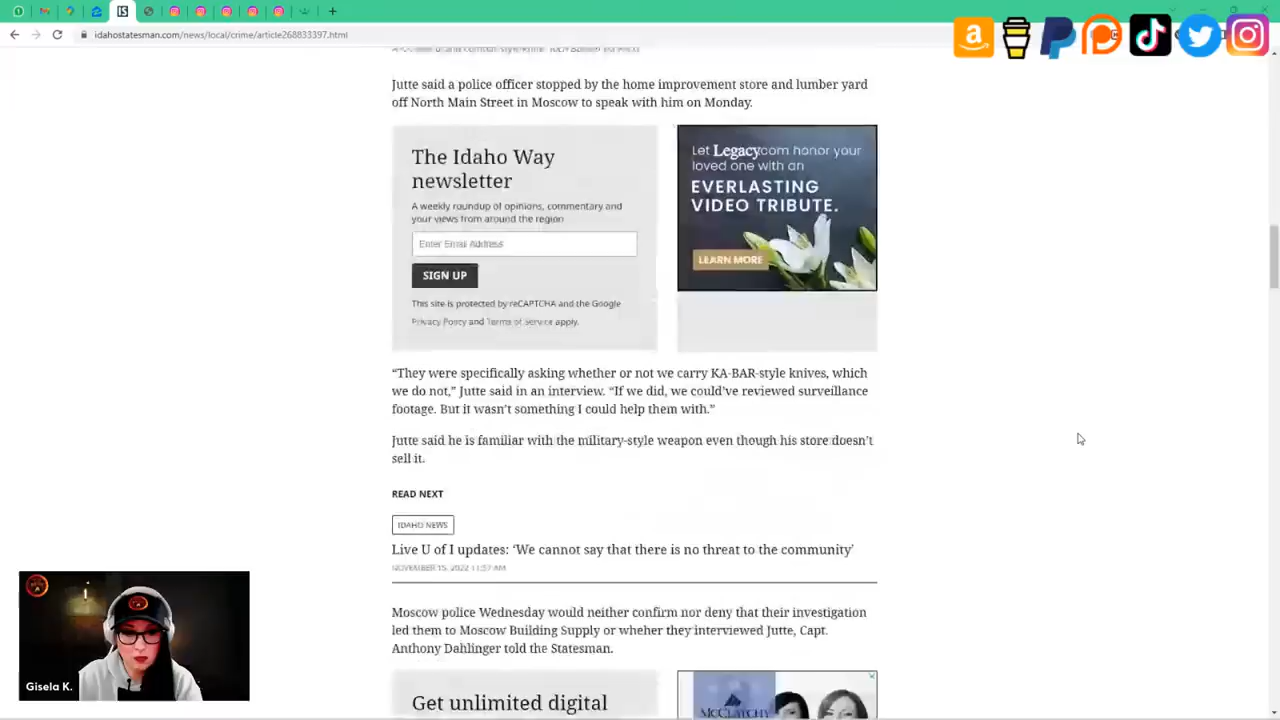 idahostatesman.com/news/local/crime/article268833397.html
Jutte said a police officer stopped by the home improvement store and lumber yard
off North Main Street in Moscow to speak with him on Monday.
The Idaho Way
newsletter
A weekly roundup of opinions, commentary and
your views from around the region
Enter Email Address
SIGN UP
This site is protected by reCAPTCHA and the Google
Privacy Policy and Terms of Service apply.
Let Legacy.com honor your
loved one with an
EVERLASTING
VIDEO TRIBUTE.
LEARN MORE
“They were specifically asking whether or not we carry KA-BAR-style knives, which
we do not,” Jutte said in an interview. “If we did, we could’ve reviewed surveillance
footage. But it wasn’t something I could help them with.”
Jutte said he is familiar with the military-style weapon even though his store doesn’t
sell it.
READ NEXT
IDAHO NEWS
Live U of I updates: ‘We cannot say that there is no threat to the community’
NOVEMBER 15, 2022 11:57 AM
Moscow police Wednesday would neither confirm nor deny that their investigation
led them to Moscow Building Supply or wheher they interviewed Jutte, Capt.
Anthony Dahlinger told the Statesman.
Get unlimited digital
MCCLATCHY
Gisela K.